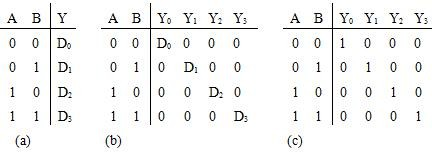 A B Y A B Y₀ Y₁ Y₂ Y₃ A B Y₀ Y₁ Y₂ Y₃
0 0 D₀ 0 0 D₀ 0 0 0 0 0 1 0 0 0
0 1 D₁ 0 1 0 D₁ 0 0 0 1 0 1 0 0
1 0 D₂ 1 0 0 0 D₂ 0 1 0 0 0 1 0
1 1 D₃ 1 1 0 0 0 D₃ 1 1 0 0 0 1
(a) (b) (c)